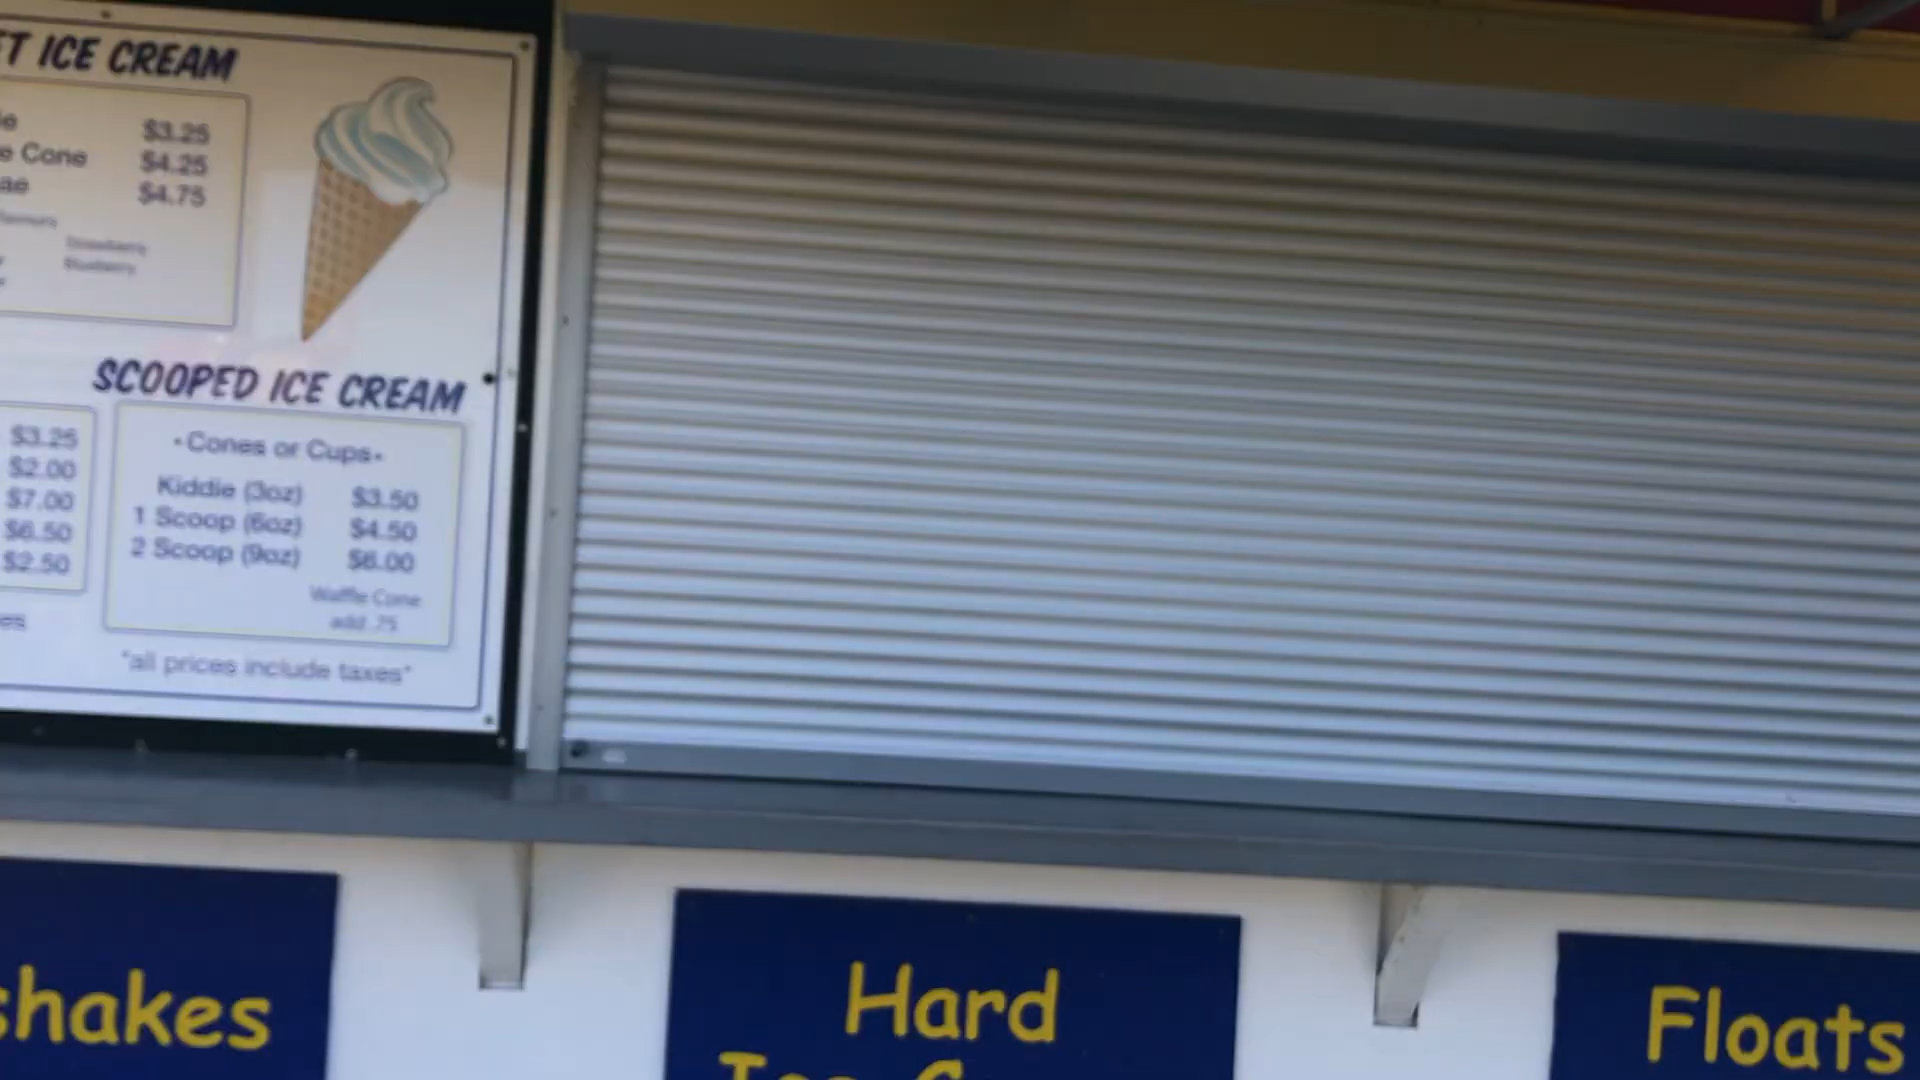 ICE CREAM
$3.25
Cone $4.25
$4.75
Strawberry
Blueberry
SCOOPED ICE CREAM
$3.25
$2.00
$7.00
$6.50
$2.50
•Cones or Cups•
Kiddie (3oz) $3.50
1 Scoop (6oz) $4.50
2 Scoop (9oz) $6.00
Waffle Cone
add .75
*all prices include taxes*
shakes
Hard
Floats